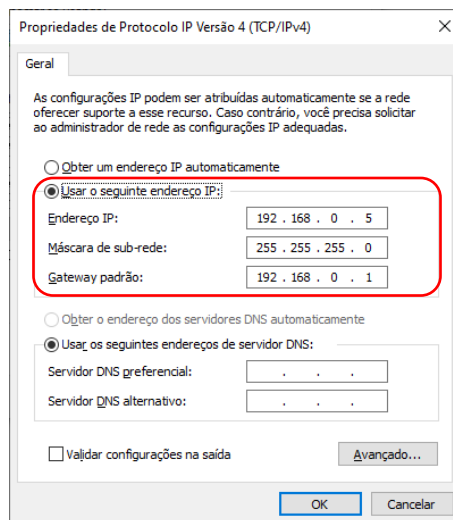 Propriedades de Protocolo IP Versão 4 (TCP/IPv4)
Geral
As configurações IP podem ser atribuídas automaticamente se a rede
oferecer suporte a esse recurso. Caso contrário, você precisa solicitar
ao administrador de rede as configurações IP adequadas.
Obter um endereço IP automaticamente
Usar o seguinte endereço IP:
Endereço IP: 192 . 168 . 0 . 5
Máscara de sub-rede: 255 . 255 . 255 . 0
Gateway padrão: 192 . 168 . 0 . 1
Obter o endereço dos servidores DNS automaticamente
Usar os seguintes endereços de servidor DNS:
Servidor DNS preferencial: . . .
Servidor DNS alternativo: . . .
Validar configurações na saída Avançado...
OK Cancelar